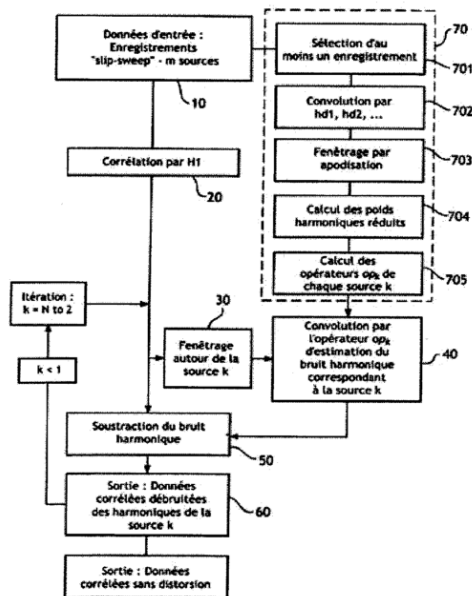 Données d'entrée :
Enregistrements
"slip-sweep" - m sources
10
Corrélation par H1
20
Sélection d'au
moins un enregistrement
70
701
Convolution par
hd1, hd2, ...
702
Fenêtrage par
apodisation
703
Calcul des poids
harmoniques réduits
704
Calcul des
opérateurs opk de
chaque source k
705
Itération :
k = N to 2
k < 1
30
Fenêtrage
autour de la
source k
Convolution par
l'opérateur opk
d'estimation du
bruit harmonique
correspondant
à la source k
40
Soustraction du bruit
harmonique
50
Sortie : Données
corrélées débruitées
des harmoniques de la
source k
60
Sortie : Données
corrélées sans distorsion